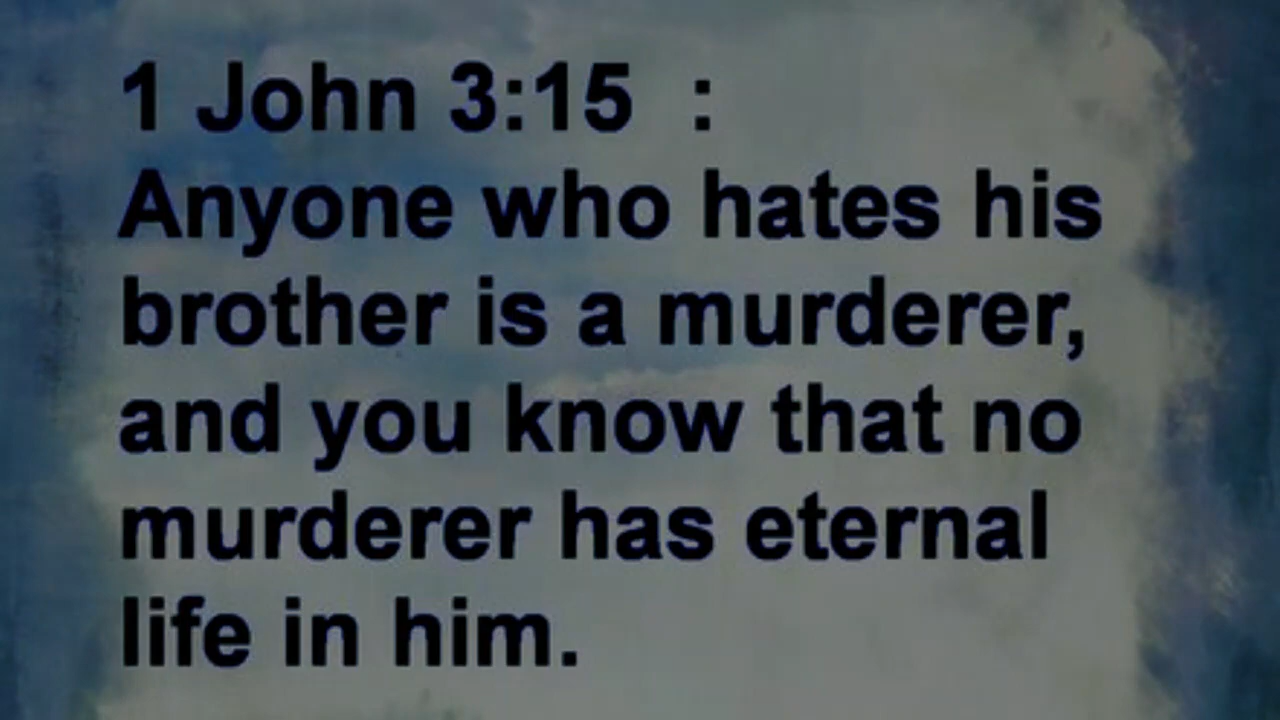 1 John 3:15  :
Anyone who hates his
brother is a murderer,
and you know that no
murderer has eternal
life in him.